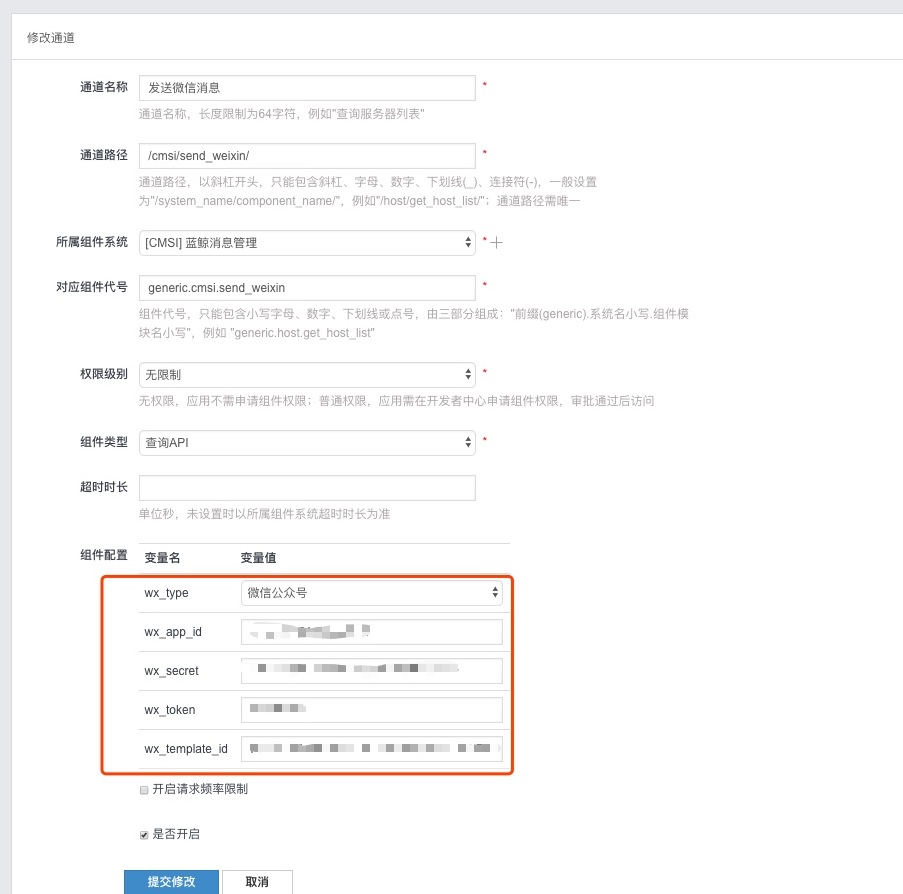 修改通道
通道名称 发送微信消息 *
通道名称，长度限制为64字符，例如"查询服务器列表"
通道路径 /cmsi/send_weixin/ *
通道路径，以斜杠开头，只能包含斜杠、字母、数字、下划线(_)、连接符(-)，一般设置
为"/system_name/component_name/"，例如"/host/get_host_list/"；通道路径需唯一
所属组件系统 [CMSI] 蓝鲸消息管理 *
对应组件代号 generic.cmsi.send_weixin *
组件代号，只能包含小写字母、数字、下划线或点号，由三部分组成："前缀(generic).系统名小写.组件模
块名小写"，例如 "generic.host.get_host_list"
权限级别 无限制 *
无权限，应用不需申请组件权限；普通权限，应用需在开发者中心申请组件权限，审批通过后访问
组件类型 查询API *
超时时长
单位秒，未设置时以所属组件系统超时时长为准
组件配置 变量名 变量值
wx_type 微信公众号
wx_app_id
wx_secret
wx_token
wx_template_id
开启请求频率限制
是否开启
提交修改 取消